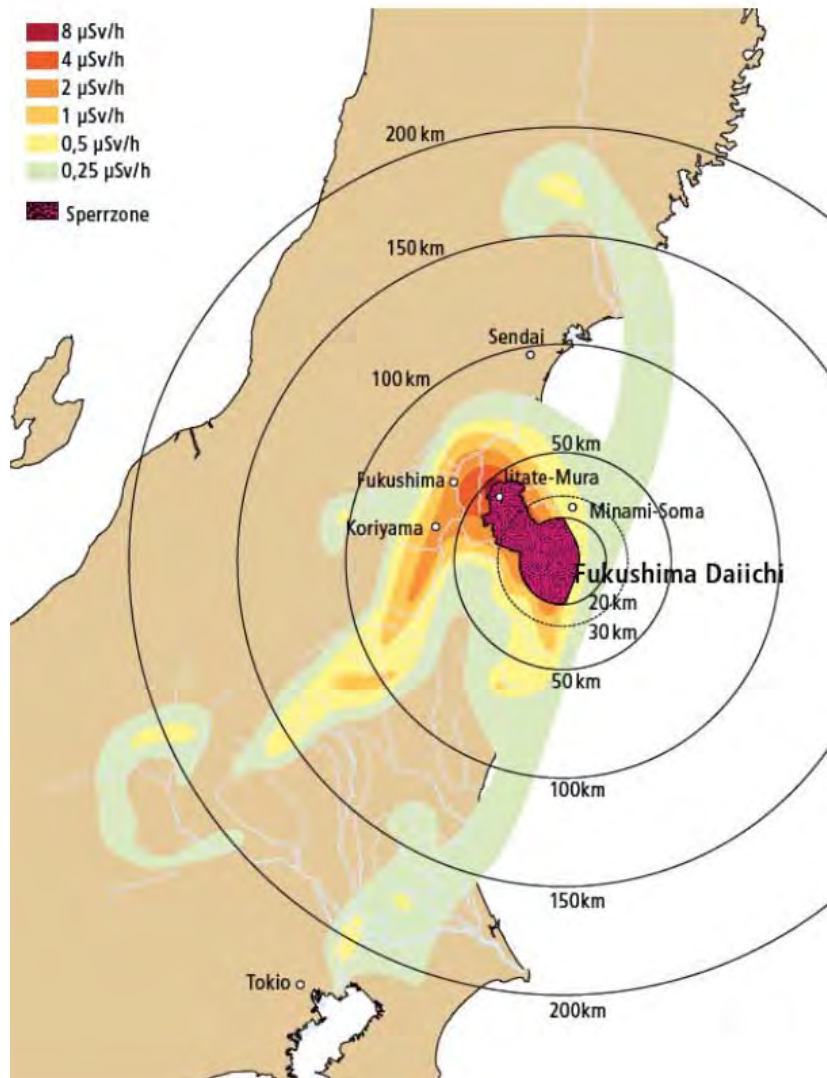 8 µSv/h
4 µSv/h
2 µSv/h
1 µSv/h
0,5 µSv/h
0,25 µSv/h
Sperrzone
200 km
150 km
Sendai
100 km
50 km
Fukushima
Iitate-Mura
Minami-Soma
Koriyama
Fukushima Daiichi
20km
30 km
50 km
100km
150km
Tokio
200km